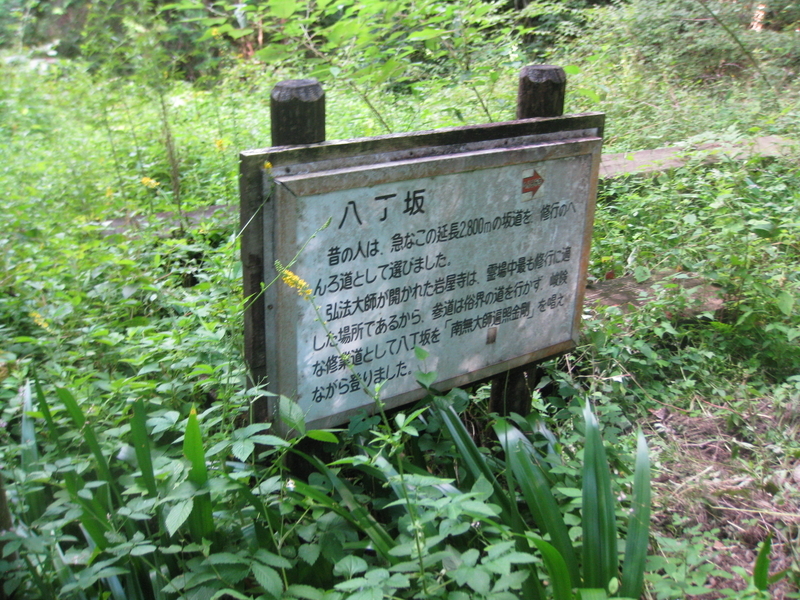 八丁坂
昔の人は、急なこの延長2,800mの坂道を、修行のへ
んろ道として選びました。
弘法大師が開かれた岩屋寺は、霊場中最も修行に適
した場所であるから、参道は俗界の道を行かず、峻険
な修業道として八丁坂を「南無大師遍照金剛」を唱え
ながら登りました。